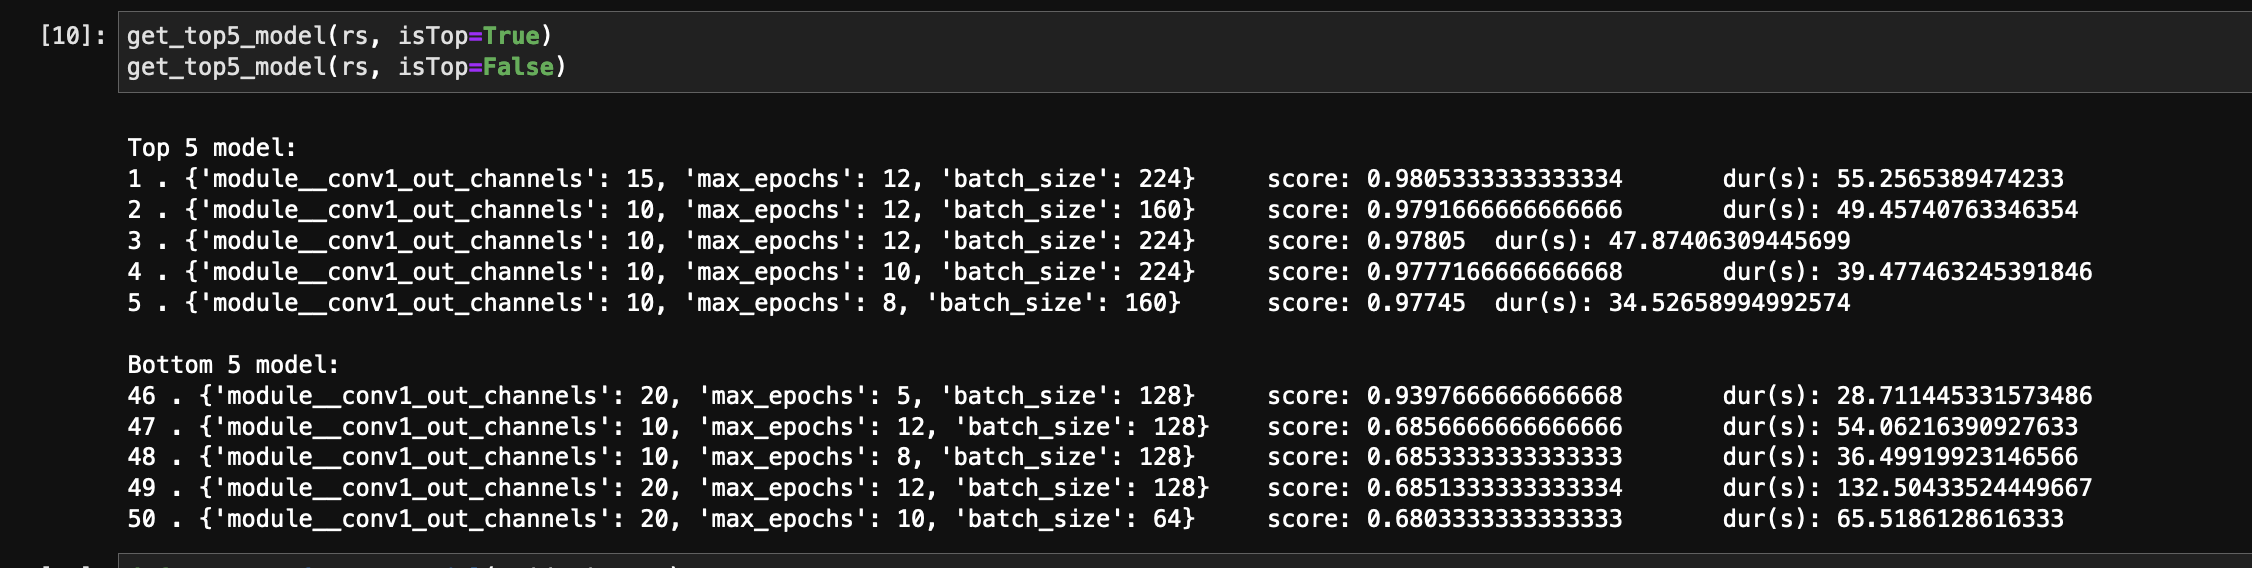 [10]: get_top5_model(rs, isTop=True)
get_top5_model(rs, isTop=False)
Top 5 model:
1 . {'module__conv1_out_channels': 15, 'max_epochs': 12, 'batch_size': 224} score: 0.9805333333333334 dur(s): 55.2565389474233
2 . {'module__conv1_out_channels': 10, 'max_epochs': 12, 'batch_size': 160} score: 0.9791666666666666 dur(s): 49.45740763346354
3 . {'module__conv1_out_channels': 10, 'max_epochs': 12, 'batch_size': 224} score: 0.97805 dur(s): 47.87406309445699
4 . {'module__conv1_out_channels': 10, 'max_epochs': 10, 'batch_size': 224} score: 0.9777166666666668 dur(s): 39.477463245391846
5 . {'module__conv1_out_channels': 10, 'max_epochs': 8, 'batch_size': 160} score: 0.97745 dur(s): 34.52658994992574
Bottom 5 model:
46 . {'module__conv1_out_channels': 20, 'max_epochs': 5, 'batch_size': 128} score: 0.9397666666666668 dur(s): 28.711445331573486
47 . {'module__conv1_out_channels': 10, 'max_epochs': 12, 'batch_size': 128} score: 0.6856666666666666 dur(s): 54.06216390927633
48 . {'module__conv1_out_channels': 10, 'max_epochs': 8, 'batch_size': 128} score: 0.6853333333333333 dur(s): 36.49919923146566
49 . {'module__conv1_out_channels': 20, 'max_epochs': 12, 'batch_size': 128} score: 0.6851333333333334 dur(s): 132.50433524449667
50 . {'module__conv1_out_channels': 20, 'max_epochs': 10, 'batch_size': 64} score: 0.6803333333333333 dur(s): 65.5186128616333